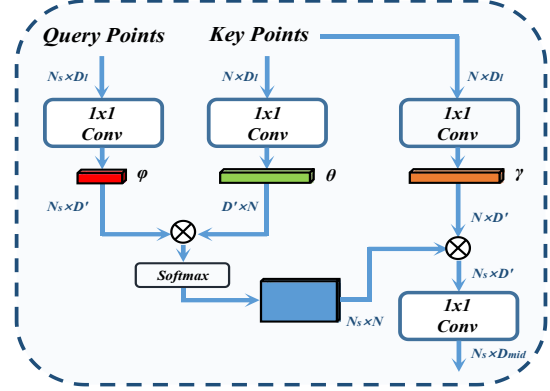 Query Points
Key Points
Nₛ×Dₗ
N×Dₗ
N×Dₗ
1x1
Conv
1x1
Conv
1x1
Conv
φ
θ
γ
Nₛ×D'
D'×N
N×D'
Softmax
Nₛ×D'
Nₛ×N
1x1
Conv
Nₛ×D_mid